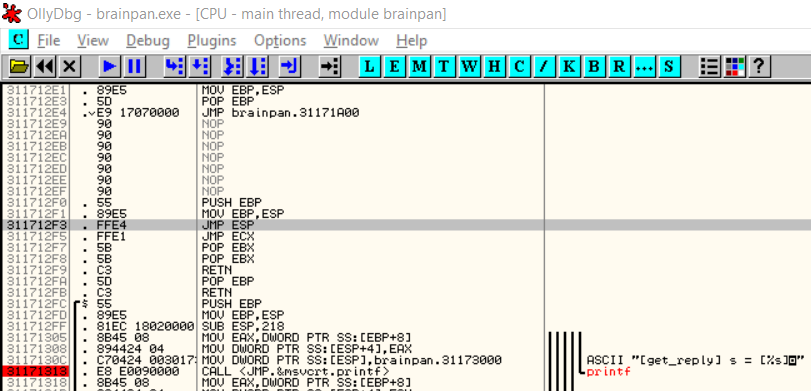 OllyDbg - brainpan.exe - [CPU - main thread, module brainpan]
C File View Debug Plugins Options Window Help
L E M T W H C / K B R ... S ?
311712E1 . 89E5 MOV EBP,ESP
311712E3 . 5D POP EBP
311712E4 . E9 17070000 JMP brainpan.31171A00
311712E9 90 NOP
311712EA 90 NOP
311712EB 90 NOP
311712EC 90 NOP
311712ED 90 NOP
311712EE 90 NOP
311712EF 90 NOP
311712F0 . 55 PUSH EBP
311712F1 . 89E5 MOV EBP,ESP
311712F3 . FFE4 JMP ESP
311712F5 . FFE1 JMP ECX
311712F7 . 5B POP EBX
311712F8 . 5B POP EBX
311712F9 . C3 RETN
311712FA . 5D POP EBP
311712FB . C3 RETN
311712FC $ 55 PUSH EBP
311712FD . 89E5 MOV EBP,ESP
311712FF . 81EC 18020000 SUB ESP,218
31171305 . 8B45 08 MOV EAX,DWORD PTR SS:[EBP+8]
31171308 . 894424 04 MOV DWORD PTR SS:[ESP+4],EAX
3117130C . C70424 003017: MOV DWORD PTR SS:[ESP],brainpan.31173000 ASCII "[get_reply] s = [%s]◙"
31171313 . E8 E0090000 CALL <JMP.&msvcrt.printf> printf
31171318 . 8B45 08 MOV EAX,DWORD PTR SS:[EBP+8]